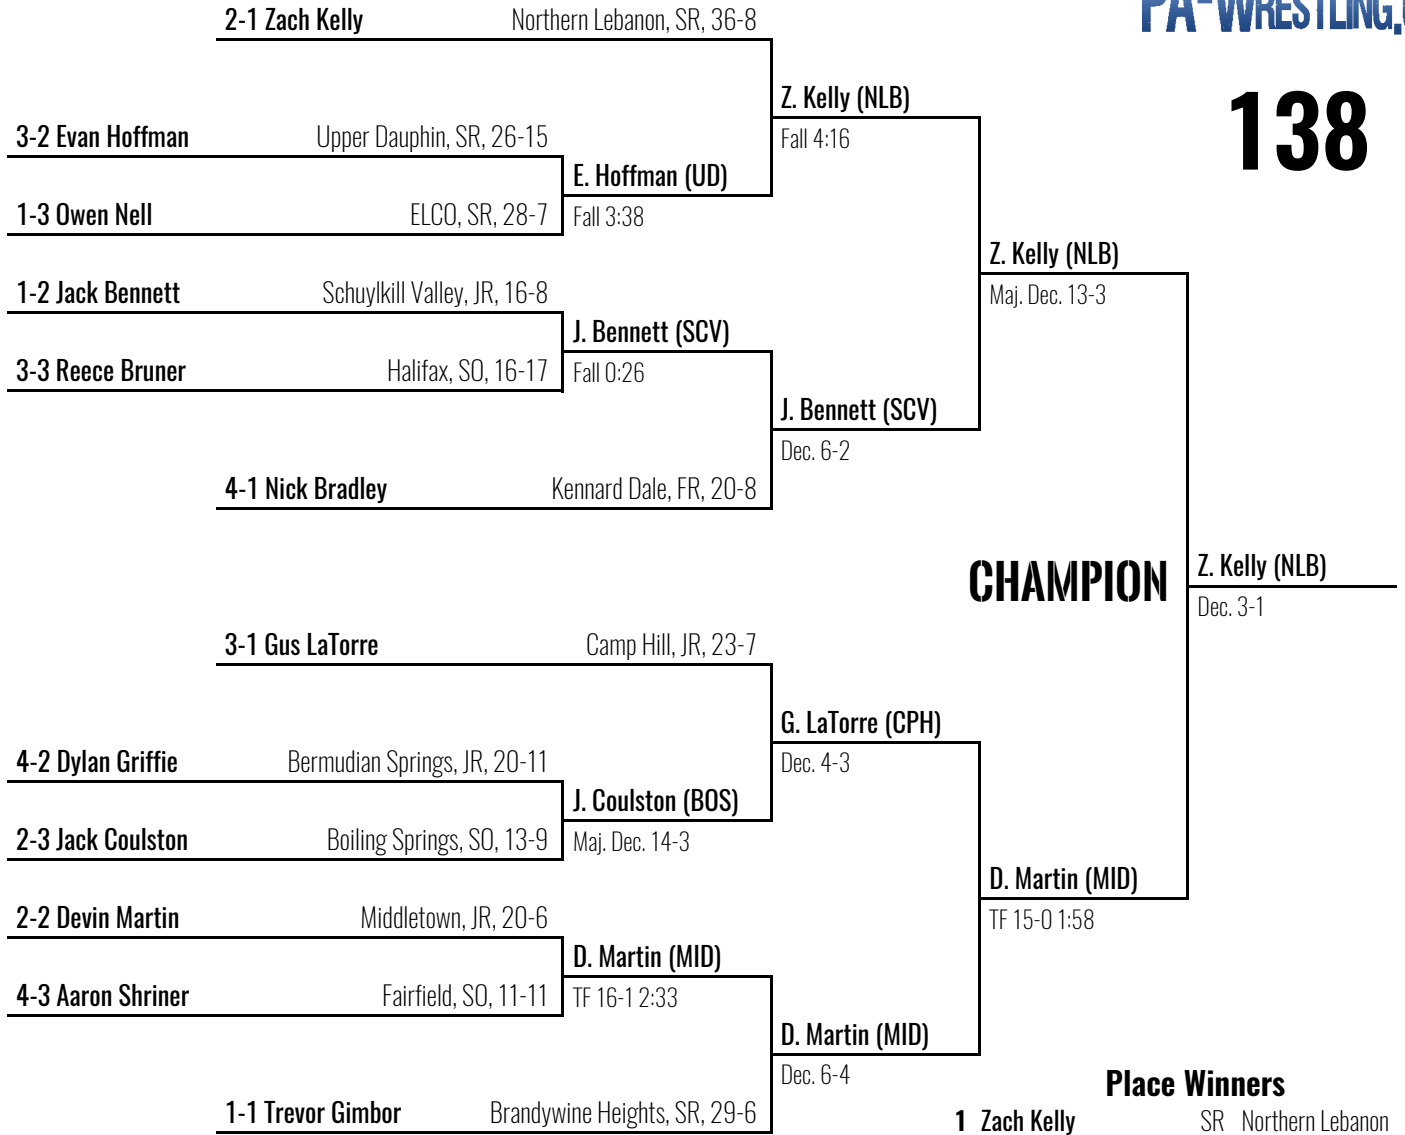 PA-WRESTLING.
138
2-1 Zach Kelly Northern Lebanon, SR, 36-8
Z. Kelly (NLB)
Fall 4:16
3-2 Evan Hoffman Upper Dauphin, SR, 26-15
E. Hoffman (UD)
Fall 3:38
1-3 Owen Nell ELCO, SR, 28-7
Z. Kelly (NLB)
Maj. Dec. 13-3
1-2 Jack Bennett Schuylkill Valley, JR, 16-8
J. Bennett (SCV)
Fall 0:26
3-3 Reece Bruner Halifax, SO, 16-17
J. Bennett (SCV)
Dec. 6-2
4-1 Nick Bradley Kennard Dale, FR, 20-8
CHAMPION
Z. Kelly (NLB)
Dec. 3-1
3-1 Gus LaTorre Camp Hill, JR, 23-7
G. LaTorre (CPH)
Dec. 4-3
4-2 Dylan Griffie Bermudian Springs, JR, 20-11
J. Coulston (BOS)
Maj. Dec. 14-3
2-3 Jack Coulston Boiling Springs, SO, 13-9
D. Martin (MID)
TF 15-0 1:58
2-2 Devin Martin Middletown, JR, 20-6
D. Martin (MID)
TF 16-1 2:33
4-3 Aaron Shriner Fairfield, SO, 11-11
D. Martin (MID)
Dec. 6-4
1-1 Trevor Gimbor Brandywine Heights, SR, 29-6
Place Winners
1 Zach Kelly SR Northern Lebanon